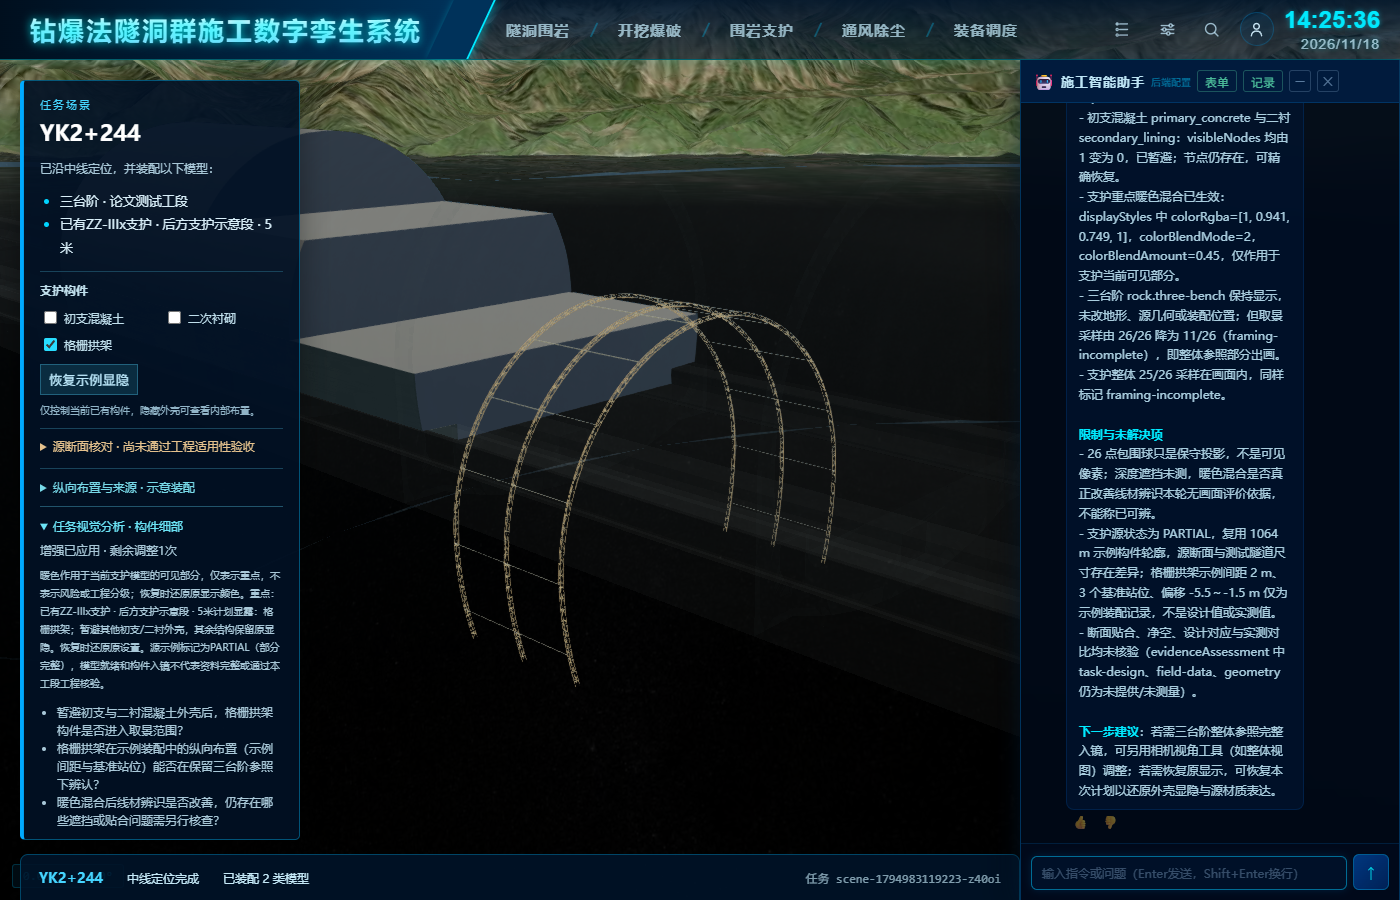 钻爆法隧洞群施工数字孪生系统
隧洞围岩 / 开挖爆破 / 围岩支护 / 通风除尘 / 装备调度
14:25:36
2026/11/18
任务场景
YK2+244
已沿中线定位，并装配以下模型：
三台阶 · 论文测试工段
已有ZZ-IIIx支护 · 后方支护示意段 · 5
米
支护构件
初支混凝土
二次衬砌
格栅拱架
恢复示例显隐
仅控制当前已有构件，隐藏外壳可查看内部布置。
源断面核对 · 尚未通过工程适用性验收
纵向布置与来源 · 示意装配
任务视觉分析 · 构件细部
增强已应用 · 剩余调整1次
暖色作用于当前支护模型的可见部分，仅表示重点，不
表示风险或工程分级；恢复时还原原显示颜色。重点：
已有ZZ-IIIx支护 · 后方支护示意段 · 5米计划显露：格
栅拱架；暂避其他初支/二衬外壳，其余结构保留原显
隐。恢复时还原原设置。源示例标记为PARTIAL（部分
完整），模型就绪和构件入镜不代表资料完整或通过本
工段工程核验。
暂避初支与二衬混凝土外壳后，格栅拱架
构件是否进入取景范围？
格栅拱架在示例装配中的纵向布置（示例
间距与基准站位）能否在保留三台阶参照
下辨认？
暖色混合后线材辨识是否改善，仍存在哪
些遮挡或贴合问题需另行核查？
YK2+244
中线定位完成
已装配 2 类模型
任务 scene-1794983119223-z40oi
施工智能助手
后端配置
表单
记录
- 初支混凝土 primary_concrete 与二衬
secondary_lining：visibleNodes 均由
1 变为 0，已暂避；节点仍存在，可精
确恢复。
- 支护重点暖色混合已生效：
displayStyles 中 colorRgba=[1, 0.941,
0.749, 1]，colorBlendMode=2，
colorBlendAmount=0.45，仅作用于
支护当前可见部分。
- 三台阶 rock.three-bench 保持显示，
未改地形、源几何或装配位置；但取景
采样由 26/26 降为 11/26（framing-
incomplete），即整体参照部分出画。
- 支护整体 25/26 采样在画面内，同样
标记 framing-incomplete。
限制与未解决项
- 26 点包围球只是保守投影，不是可见
像素；深度遮挡未测，暖色混合是否真
正改善线材辨识本轮无画面评价依据，
不能称已可辨。
- 支护源状态为 PARTIAL，复用 1064
m 示例构件轮廓，源断面与测试隧道尺
寸存在差异；格栅拱架示例间距 2 m、
3 个基准站位、偏移 -5.5 ~ -1.5 m 仅为
示例装配记录，不是设计值或实测值。
- 断面贴合、净空、设计对应与实测对
比均未核验（evidenceAssessment 中
task-design、field-data、geometry
仍为未提供/未测量）。
下一步建议：若需三台阶整体参照完整
入镜，可另用相机视角工具（如整体视
图）调整；若需恢复原显示，可恢复本
次计划以还原外壳显隐与源材质表达。
输入指令或问题（Enter发送，Shift+Enter换行）